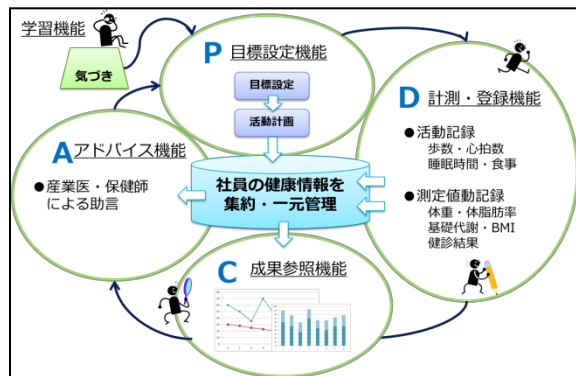 学習機能
気づき
P 目標設定機能
目標設定
活動計画
D 計測・登録機能
●活動記録
歩数・心拍数
睡眠時間・食事
●測定値動記録
体重・体脂肪率
基礎代謝・BMI
健診結果
A アドバイス機能
●産業医・保健師
による助言
社員の健康情報を
集約・一元管理
C 成果参照機能